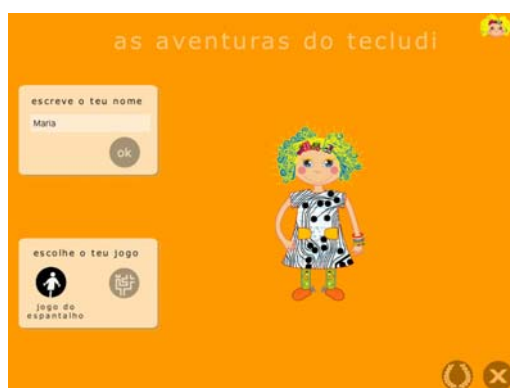 as aventuras do tecludi
escreve o teu nome
Maria
ok
escolhe o teu jogo
jogo do
espantalho